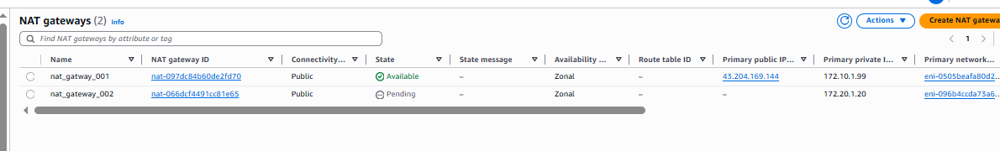 NAT gateways (2) Info
Actions
Create NAT gatewa
Find NAT gateways by attribute or tag
1
Name NAT gateway ID Connectivity... State State message Availability ... Route table ID Primary public IP... Primary private I... Primary network...
nat_gatway_001 nat-097dc84b60de2fd70 Public Available – Zonal – 43.204.169.144 172.10.1.99 eni-0505beafa80d2...
nat_gateway_002 nat-066dcf4491cc81e65 Public Pending – Zonal – – 172.20.1.20 eni-096b4ccda73a6...